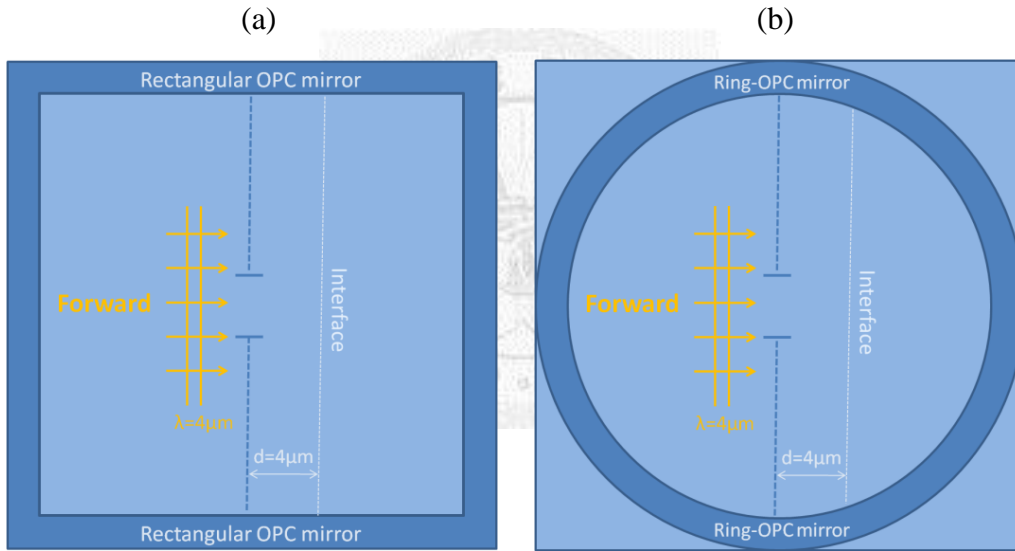 (a)
Rectangular OPC mirror
Forward
Interface
λ=4μm
d=4μm
Rectangular OPC mirror
(b)
Ring-OPC mirror
Forward
Interface
λ=4μm
d=4μm
Ring-OPC mirror